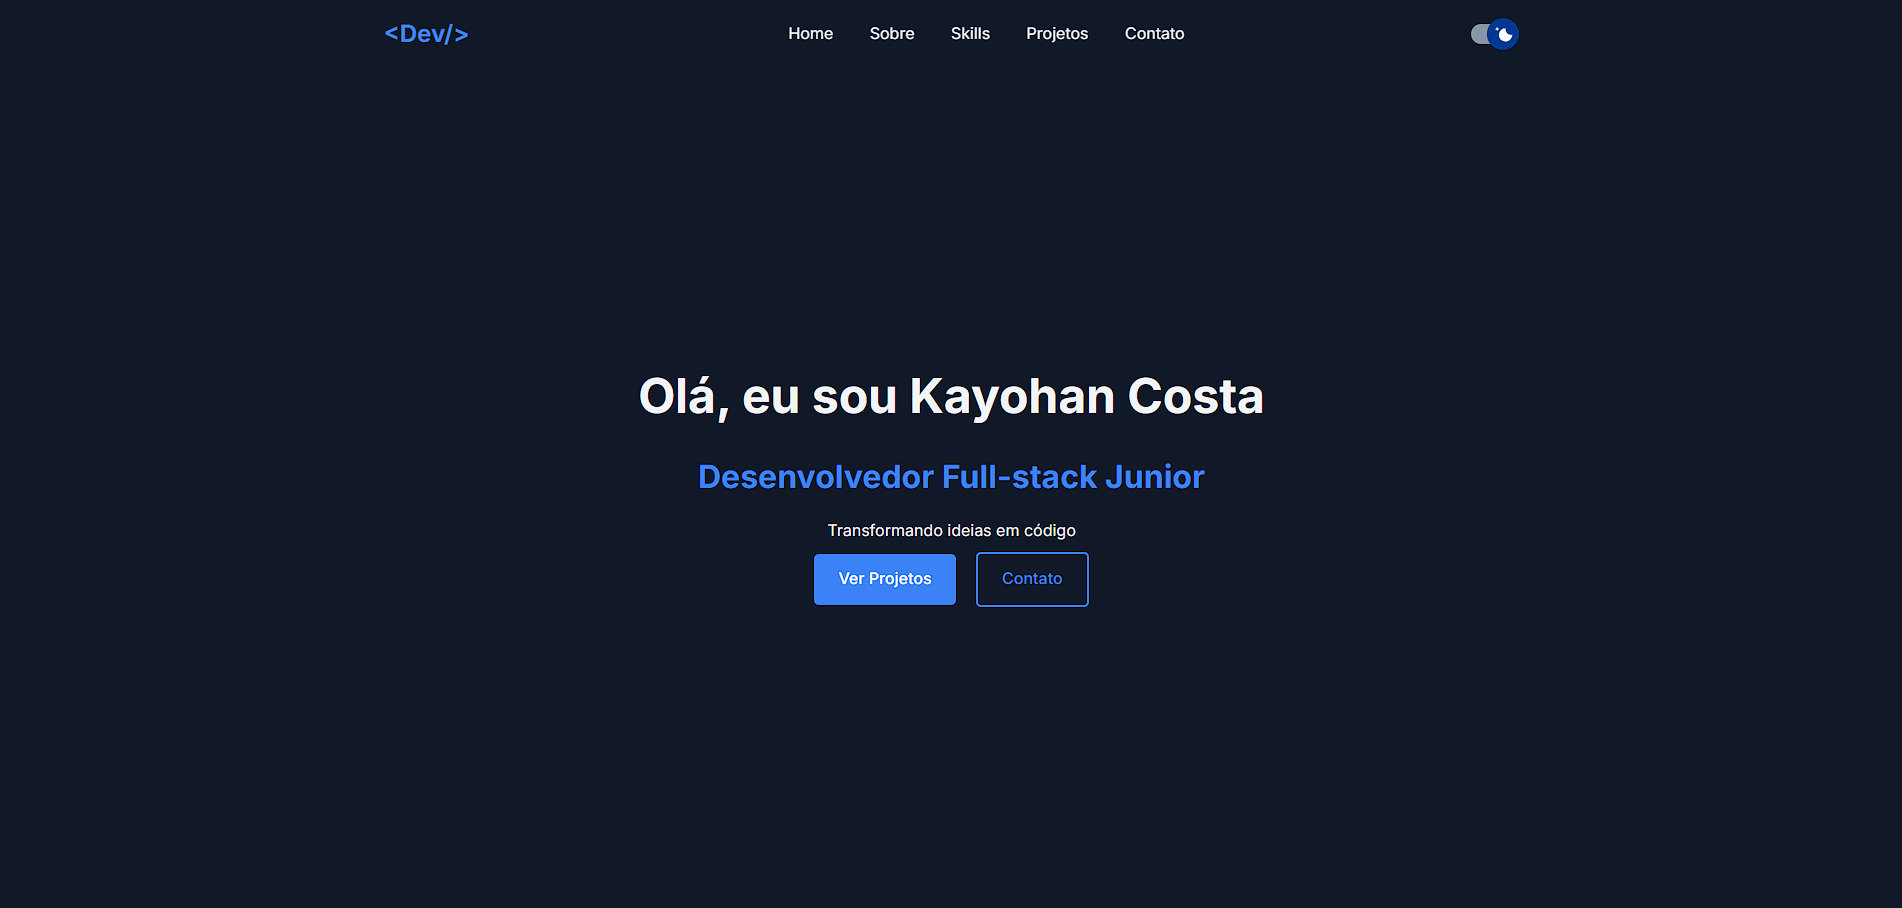 <Dev/>
Home Sobre Skills Projetos Contato
Olá, eu sou Kayohan Costa
Desenvolvedor Full-stack Junior
Transformando ideias em código
Ver Projetos Contato